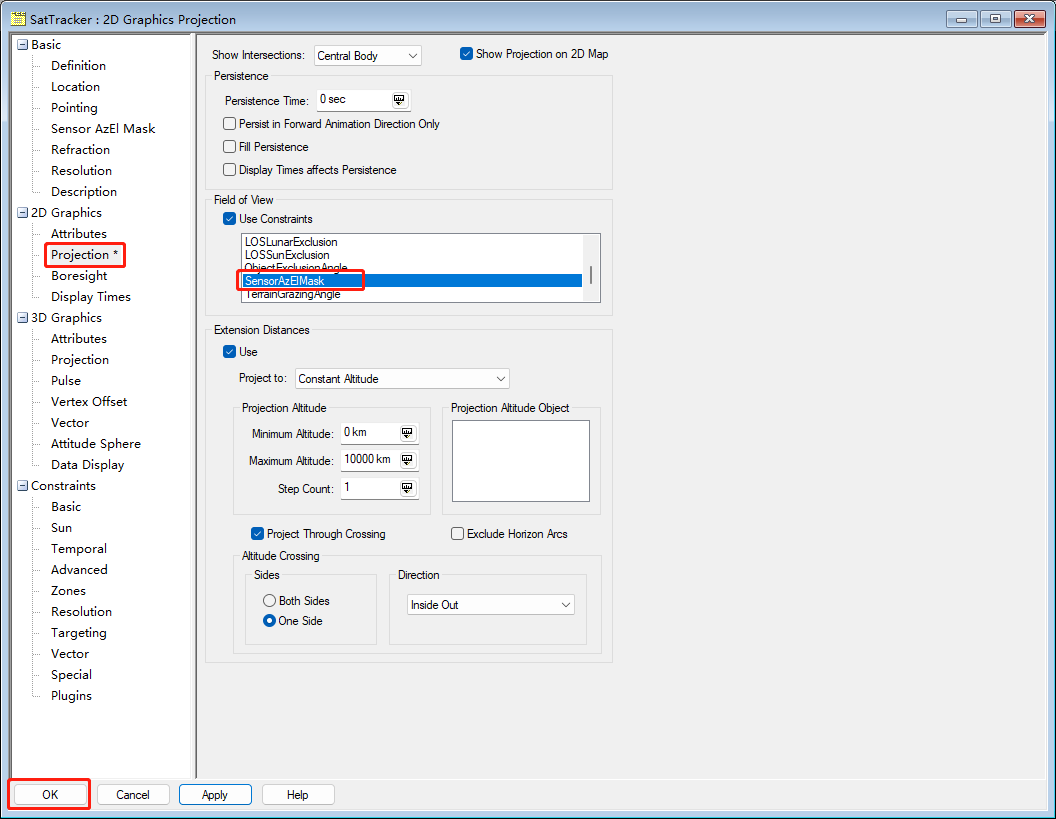 SatTracker : 2D Graphics Projection
Basic
Definition
Location
Pointing
Sensor AzEl Mask
Refraction
Resolution
Description
2D Graphics
Attributes
Projection *
Boresight
Display Times
3D Graphics
Attributes
Projection
Pulse
Vertex Offset
Vector
Attitude Sphere
Data Display
Constraints
Basic
Sun
Temporal
Advanced
Zones
Resolution
Targeting
Vector
Special
Plugins
Show Intersections: Central Body
Show Projection on 2D Map
Persistence
Persistence Time: 0 sec
Persist in Forward Animation Direction Only
Fill Persistence
Display Times affects Persistence
Field of View
Use Constraints
LOSLunarExclusion
LOSSunExclusion
ObjectExclusionAngle
SensorAzElMask
TerrainGrazingAngle
Extension Distances
Use
Project to: Constant Altitude
Projection Altitude
Minimum Altitude: 0 km
Maximum Altitude: 10000 km
Step Count: 1
Projection Altitude Object
Project Through Crossing
Exclude Horizon Arcs
Altitude Crossing
Sides
Both Sides
One Side
Direction
Inside Out
OK
Cancel
Apply
Help